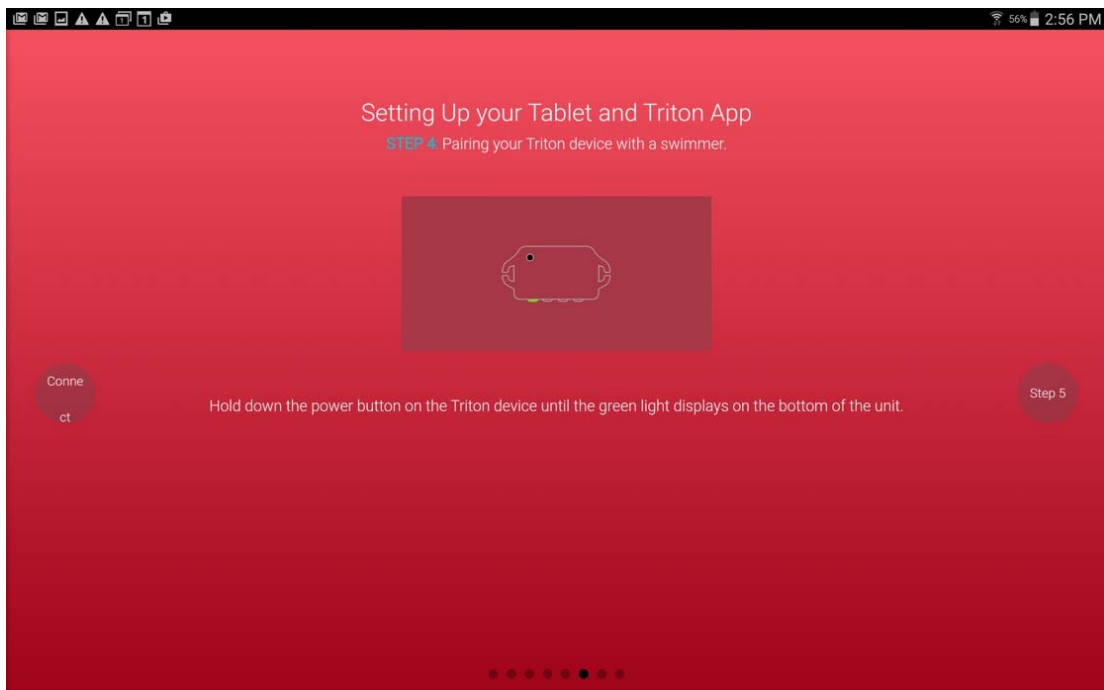 56% 2:56 PM
Setting Up your Tablet and Triton App
STEP 4: Pairing your Triton device with a swimmer.
Conne
ct
Hold down the power button on the Triton device until the green light displays on the bottom of the unit.
Step 5